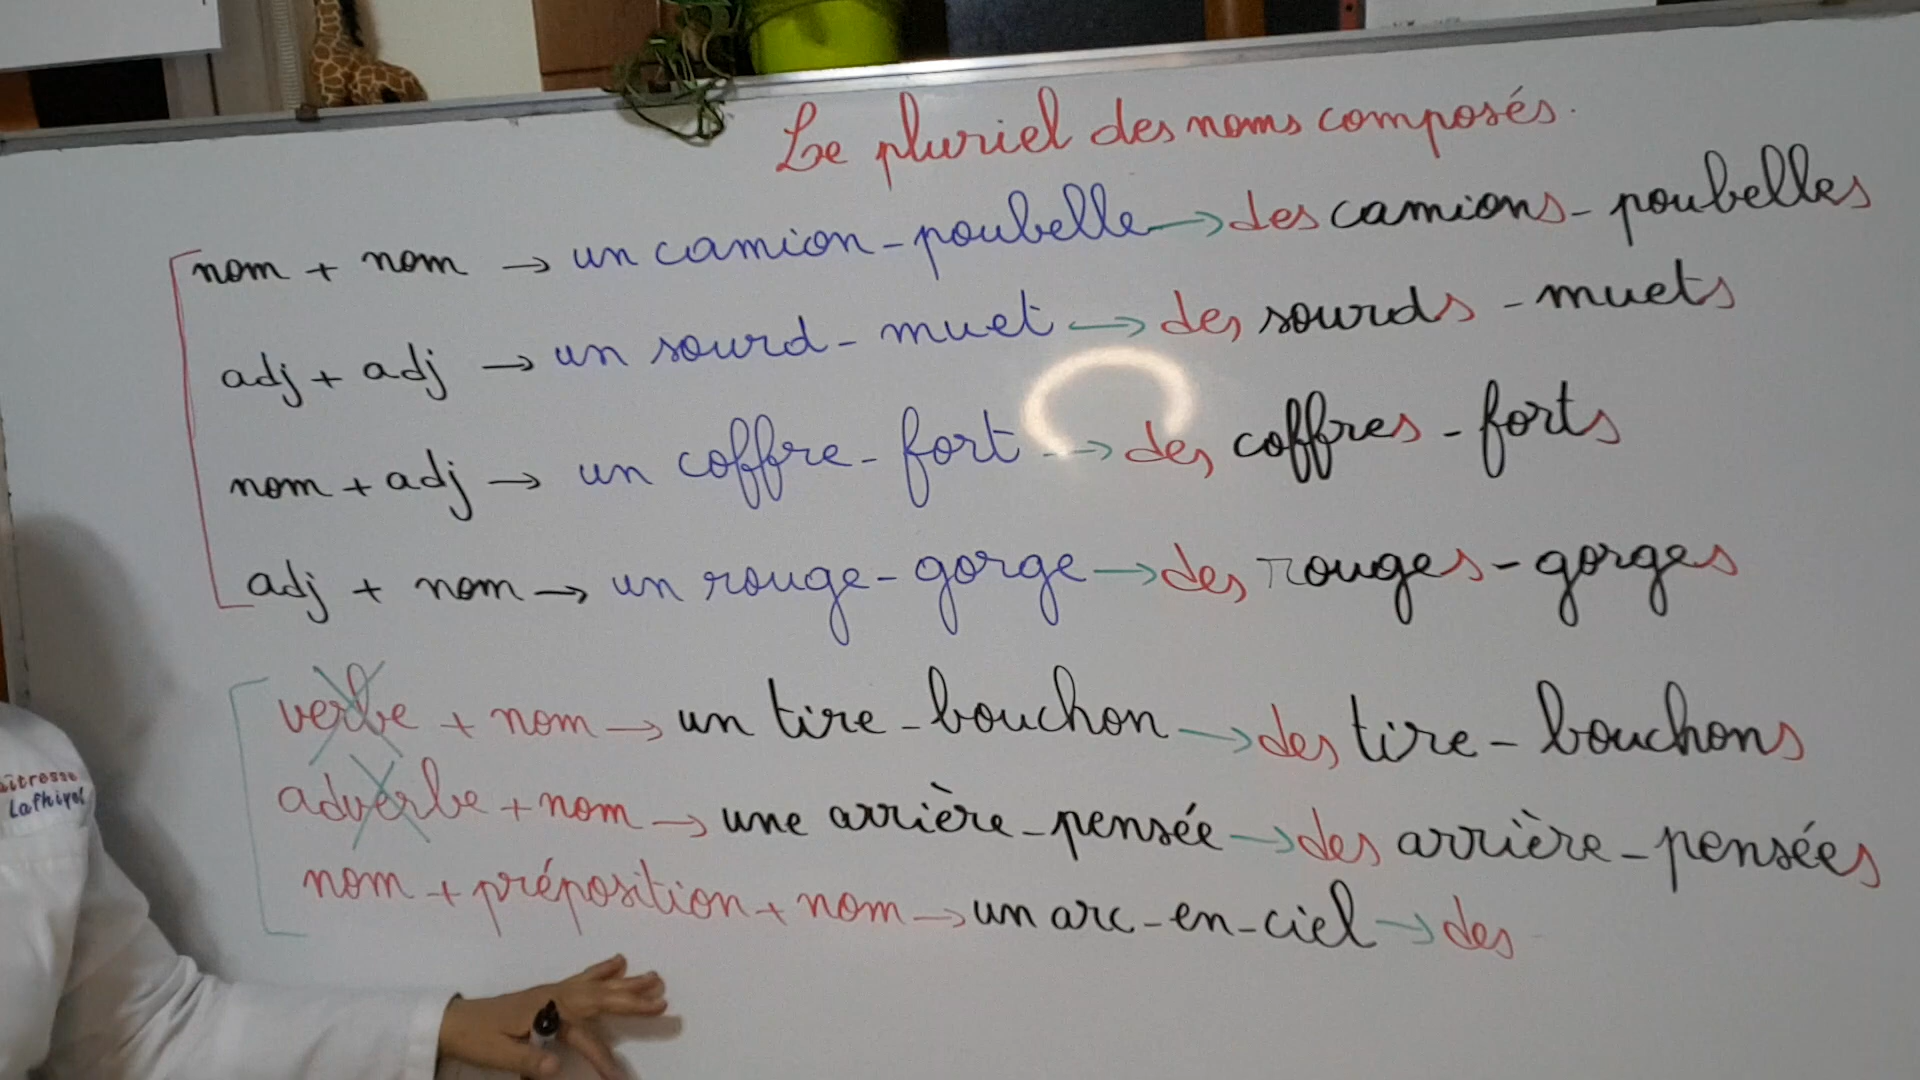 Le pluriel des noms composés.
nom + nom → un camion-poubelle → des camions-poubelles
adj + adj → un sourd-muet → des sourds-muets
nom + adj → un coffre-fort → des coffres-forts
adj + nom → un rouge-gorge → des rouges-gorges
verbe + nom → un tire-bouchon → des tire-bouchons
adverbe + nom → une arrière-pensée → des arrière-pensées
nom + préposition + nom → un arc-en-ciel → des